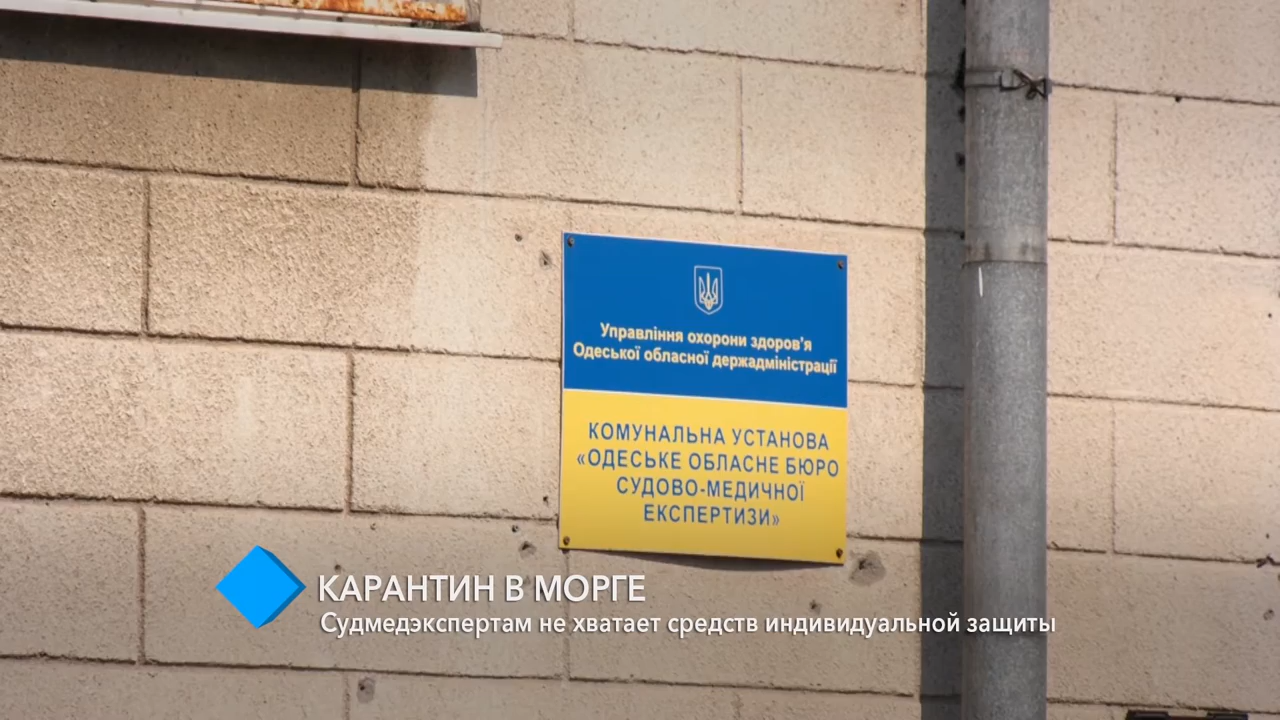 Управління охорони здоров'я
Одеської обласної держадміністрації
КОМУНАЛЬНА УСТАНОВА
«ОДЕСЬКЕ ОБЛАСНЕ БЮРО
СУДОВО-МЕДИЧНОЇ
ЕКСПЕРТИЗИ»
КАРАНТИН В МОРГЕ
Судмедэкспертам не хватает средств индивидуальной защиты